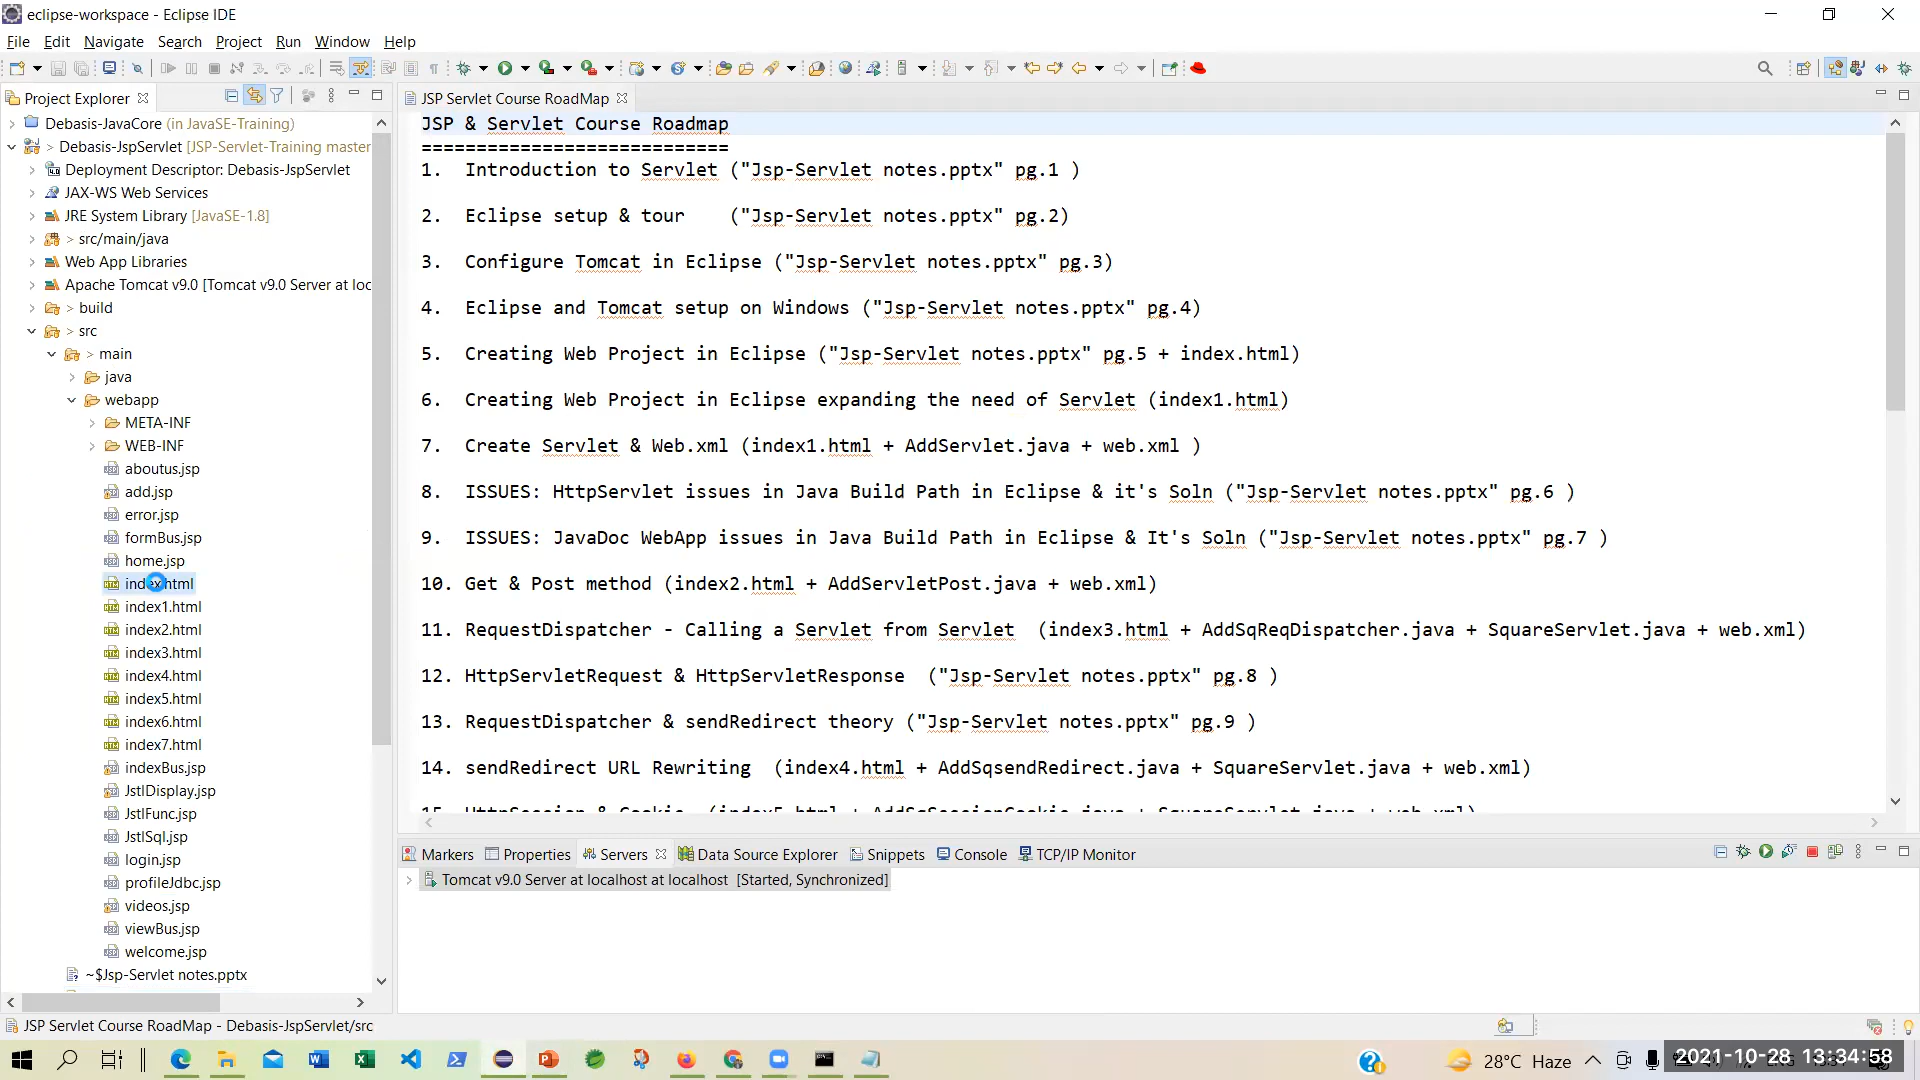 eclipse-workspace - Eclipse IDE
File Edit Navigate Search Project Run Window Help
Project Explorer
JSP Servlet Course RoadMap
Debasis-JavaCore (in JavaSE-Training)
> Debasis-JspServlet [JSP-Servlet-Training master
Deployment Descriptor: Debasis-JspServlet
JAX-WS Web Services
JRE System Library [JavaSE-1.8]
> src/main/java
Web App Libraries
Apache Tomcat v9.0 [Tomcat v9.0 Server at loc
> build
> src
> main
java
webapp
META-INF
WEB-INF
aboutus.jsp
add.jsp
error.jsp
formBus.jsp
home.jsp
index.html
index1.html
index2.html
index3.html
index4.html
index5.html
index6.html
index7.html
indexBus.jsp
JstlDisplay.jsp
JstlFunc.jsp
JstlSql.jsp
login.jsp
profileJdbc.jsp
videos.jsp
viewBus.jsp
welcome.jsp
~$Jsp-Servlet notes.pptx
JSP & Servlet Course Roadmap
============================
1. Introduction to Servlet ("Jsp-Servlet notes.pptx" pg.1 )
2. Eclipse setup & tour ("Jsp-Servlet notes.pptx" pg.2)
3. Configure Tomcat in Eclipse ("Jsp-Servlet notes.pptx" pg.3)
4. Eclipse and Tomcat setup on Windows ("Jsp-Servlet notes.pptx" pg.4)
5. Creating Web Project in Eclipse ("Jsp-Servlet notes.pptx" pg.5 + index.html)
6. Creating Web Project in Eclipse expanding the need of Servlet (index1.html)
7. Create Servlet & Web.xml (index1.html + AddServlet.java + web.xml )
8. ISSUES: HttpServlet issues in Java Build Path in Eclipse & it's Soln ("Jsp-Servlet notes.pptx" pg.6 )
9. ISSUES: JavaDoc WebApp issues in Java Build Path in Eclipse & It's Soln ("Jsp-Servlet notes.pptx" pg.7 )
10. Get & Post method (index2.html + AddServletPost.java + web.xml)
11. RequestDispatcher - Calling a Servlet from Servlet (index3.html + AddSqReqDispatcher.java + SquareServlet.java + web.xml)
12. HttpServletRequest & HttpServletResponse ("Jsp-Servlet notes.pptx" pg.8 )
13. RequestDispatcher & sendRedirect theory ("Jsp-Servlet notes.pptx" pg.9 )
14. sendRedirect URL Rewriting (index4.html + AddSqsendRedirect.java + SquareServlet.java + web.xml)
15. HttpSession & Cookie (index5.html + AddSqSessionCookie.java + SquareServlet.java + web.xml)
Markers Properties Servers Data Source Explorer Snippets Console TCP/IP Monitor
Tomcat v9.0 Server at localhost at localhost [Started, Synchronized]
JSP Servlet Course RoadMap - Debasis-JspServlet/src
28°C Haze
2021-10-28 13:34:58